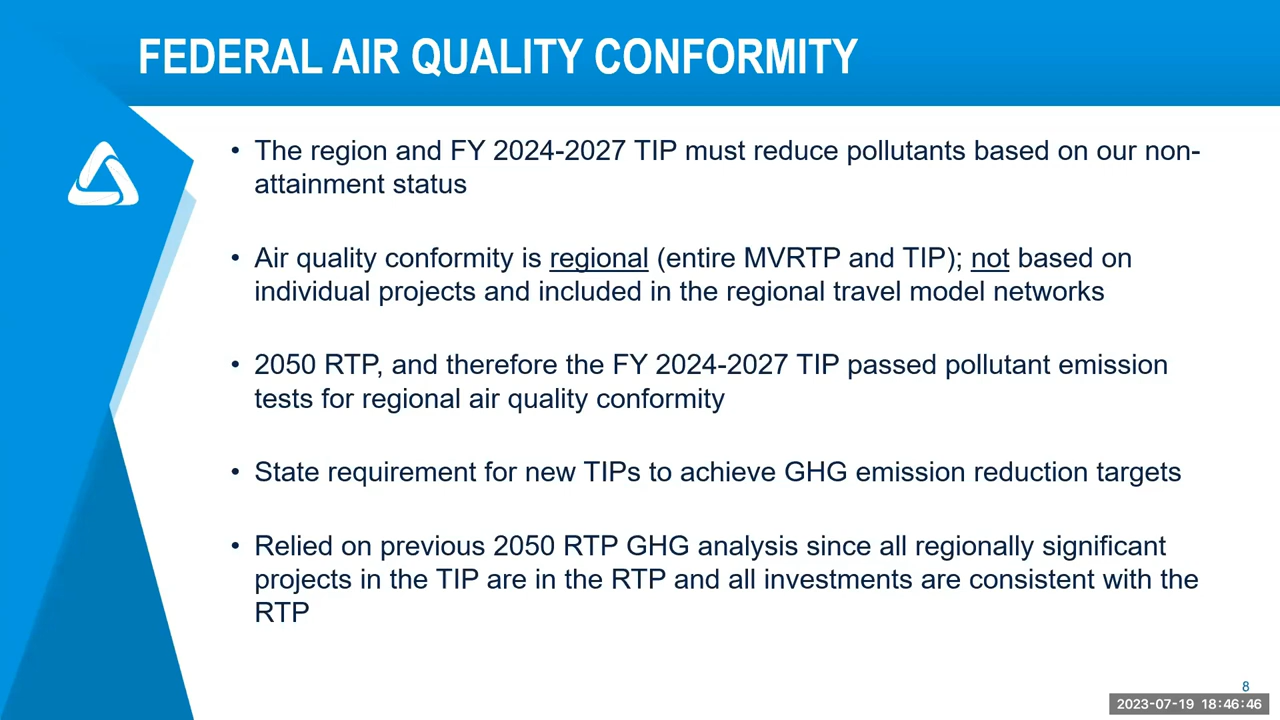 FEDERAL AIR QUALITY CONFORMITY
• The region and FY 2024-2027 TIP must reduce pollutants based on our non-
attainment status
• Air quality conformity is regional (entire MVRTP and TIP); not based on
individual projects and included in the regional travel model networks
• 2050 RTP, and therefore the FY 2024-2027 TIP passed pollutant emission
tests for regional air quality conformity
• State requirement for new TIPs to achieve GHG emission reduction targets
• Relied on previous 2050 RTP GHG analysis since all regionally significant
projects in the TIP are in the RTP and all investments are consistent with the
RTP
8
2023-07-19 18:46:46